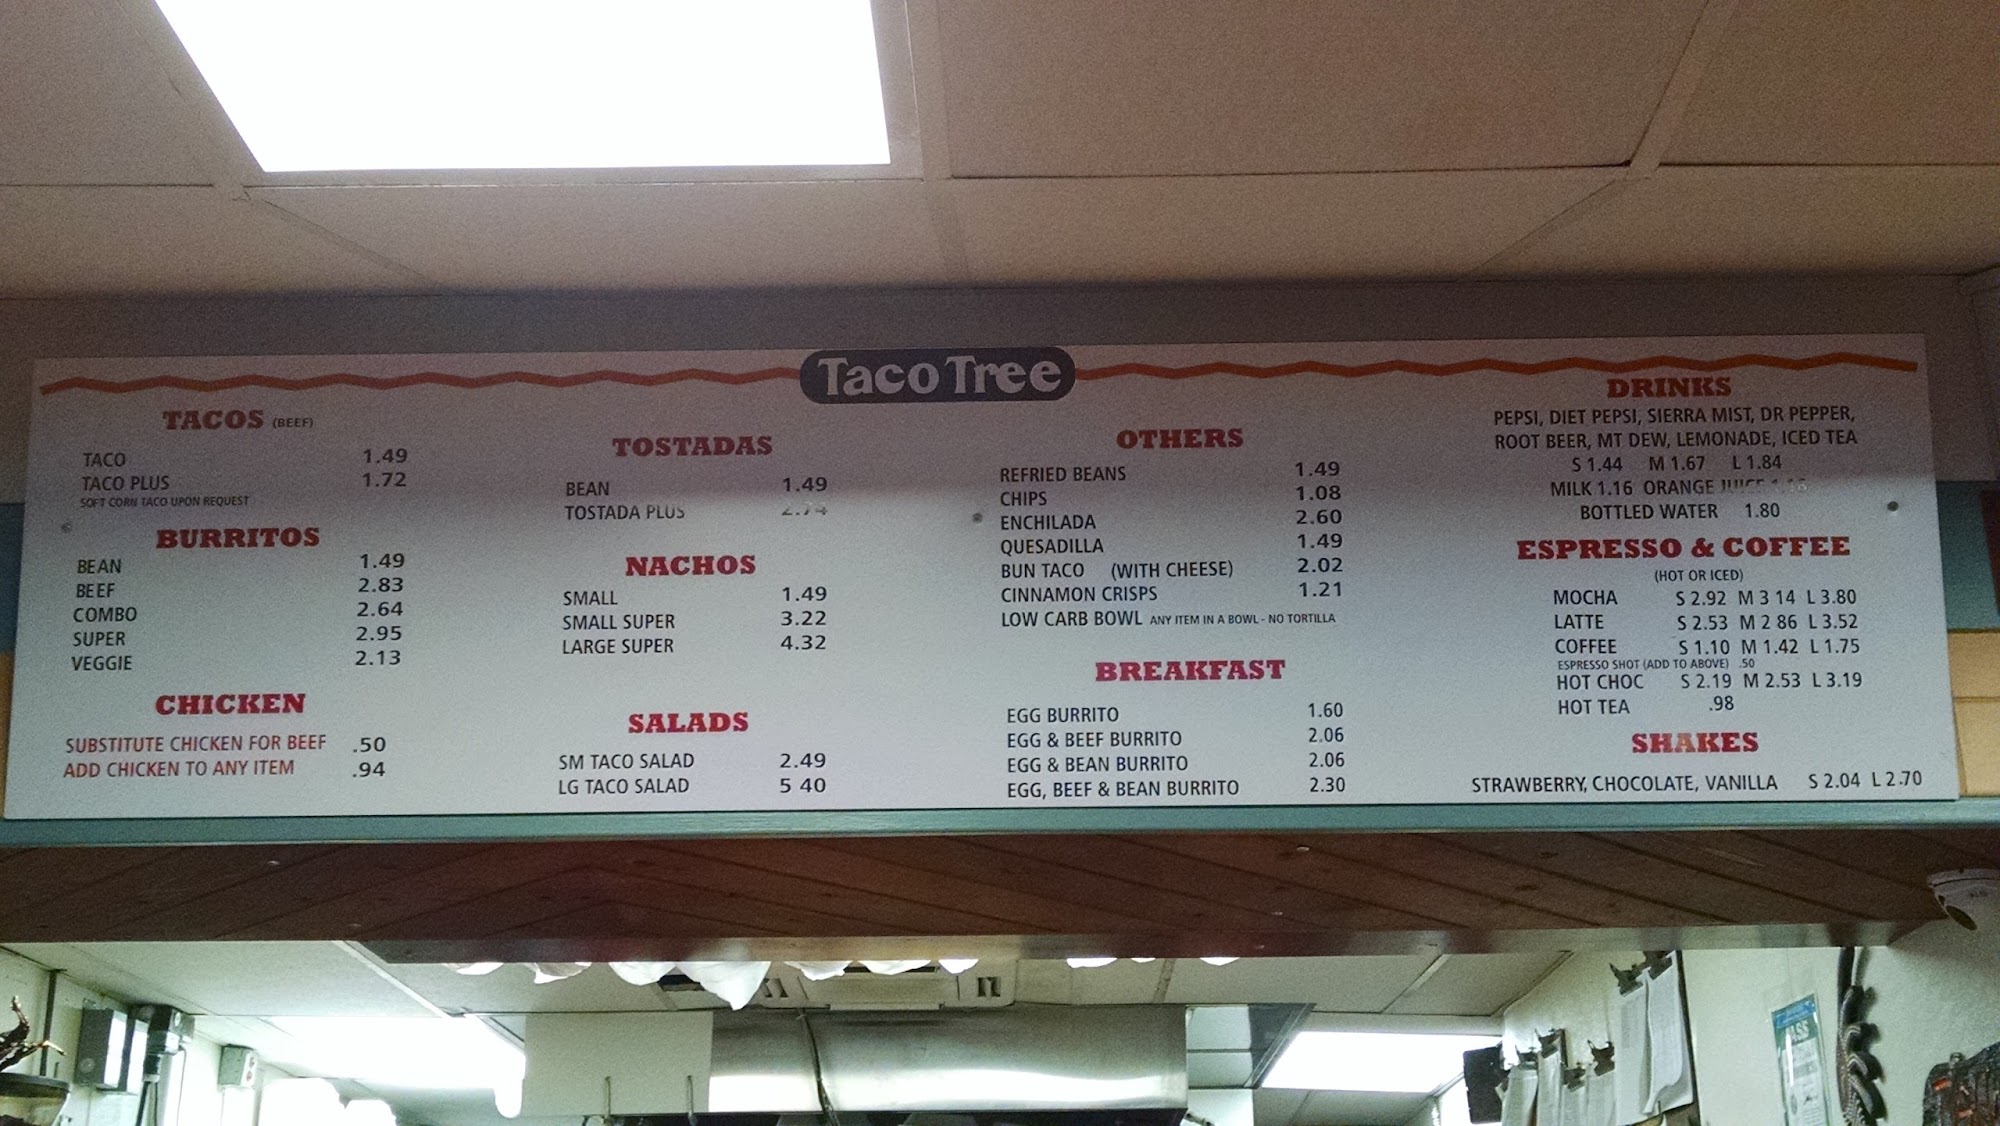 Taco Tree
TACOS (BEEF)
TACO 1.49
TACO PLUS 1.72
SOFT CORN TACO UPON REQUEST
BURRITOS
BEAN 1.49
BEEF 2.83
COMBO 2.64
SUPER 2.95
VEGGIE 2.13
CHICKEN
SUBSTITUTE CHICKEN FOR BEEF .50
ADD CHICKEN TO ANY ITEM .94
TOSTADAS
BEAN 1.49
TOSTADA PLUS 2.74
NACHOS
SMALL 1.49
SMALL SUPER 3.22
LARGE SUPER 4.32
SALADS
SM TACO SALAD 2.49
LG TACO SALAD 5 40
OTHERS
REFRIED BEANS 1.49
CHIPS 1.08
ENCHILADA 2.60
QUESADILLA 1.49
BUN TACO (WITH CHEESE) 2.02
CINNAMON CRISPS 1.21
LOW CARB BOWL ANY ITEM IN A BOWL - NO TORTILLA
BREAKFAST
EGG BURRITO 1.60
EGG & BEEF BURRITO 2.06
EGG & BEAN BURRITO 2.06
EGG, BEEF & BEAN BURRITO 2.30
DRINKS
PEPSI, DIET PEPSI, SIERRA MIST, DR PEPPER,
ROOT BEER, MT DEW, LEMONADE, ICED TEA
S 1.44 M 1.67 L 1.84
MILK 1.16 ORANGE JUICE
BOTTLED WATER 1.80
ESPRESSO & COFFEE
(HOT OR ICED)
MOCHA S 2.92 M 3 14 L 3.80
LATTE S 2.53 M 2 86 L 3.52
COFFEE S 1.10 M 1.42 L 1.75
ESPRESSO SHOT (ADD TO ABOVE) .50
HOT CHOC S 2.19 M 2.53 L 3.19
HOT TEA .98
SHAKES
STRAWBERRY, CHOCOLATE, VANILLA S 2.04 L 2.70